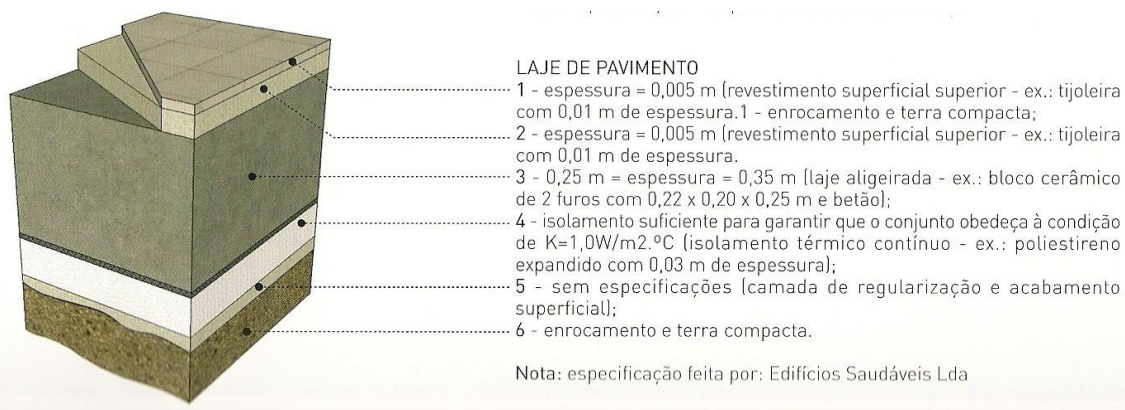 LAJE DE PAVIMENTO
1 - espessura = 0,005 m (revestimento superficial superior - ex.: tijoleira
com 0,01 m de espessura.1 - enrocamento e terra compacta;
2 - espessura = 0,005 m (revestimento superficial superior - ex.: tijoleira
com 0,01 m de espessura.
3 - 0,25 m = espessura = 0,35 m (laje aligeirada - ex.: bloco cerâmico
de 2 furos com 0,22 x 0,20 x 0,25 m e betão);
4 - isolamento suficiente para garantir que o conjunto obedeça à condição
de K=1,0W/m2.ºC (isolamento térmico contínuo - ex.: poliestireno
expandido com 0,03 m de espessura);
5 - sem especificações (camada de regularização e acabamento
superficial);
6 - enrocamento e terra compacta.
Nota: especificação feita por: Edifícios Saudáveis Lda